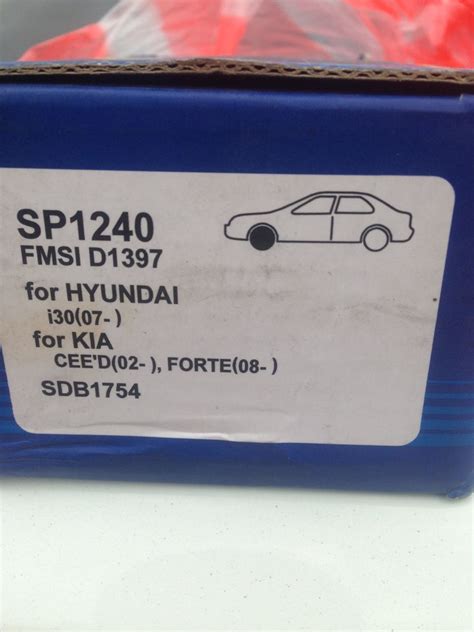 SP1240
FMSI D1397
for HYUNDAI
i30(07- )
for KIA
CEE'D(02- ), FORTE(08- )
SDB1754